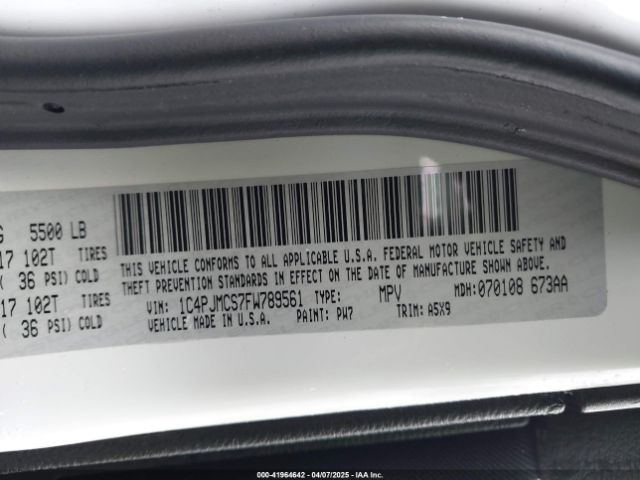 G 5500 LB
17 102T TIRES
( 36 PSI) COLD
17 102T TIRES
( 36 PSI) COLD
THIS VEHICLE CONFORMS TO ALL APPLICABLE U.S.A. FEDERAL MOTOR VEHICLE SAFETY AND
THEFT PREVENTION STANDARDS IN EFFECT ON THE DATE OF MANUFACTURE SHOWN ABOVE.
VIN: 1C4PJMCS7FW789561 TYPE: MPV MDH: 070108 673AA
VEHICLE MADE IN U.S.A. PAINT: PW7 TRIM: A5X9
000-41964642 - 04/07/2025 - IAA Inc.